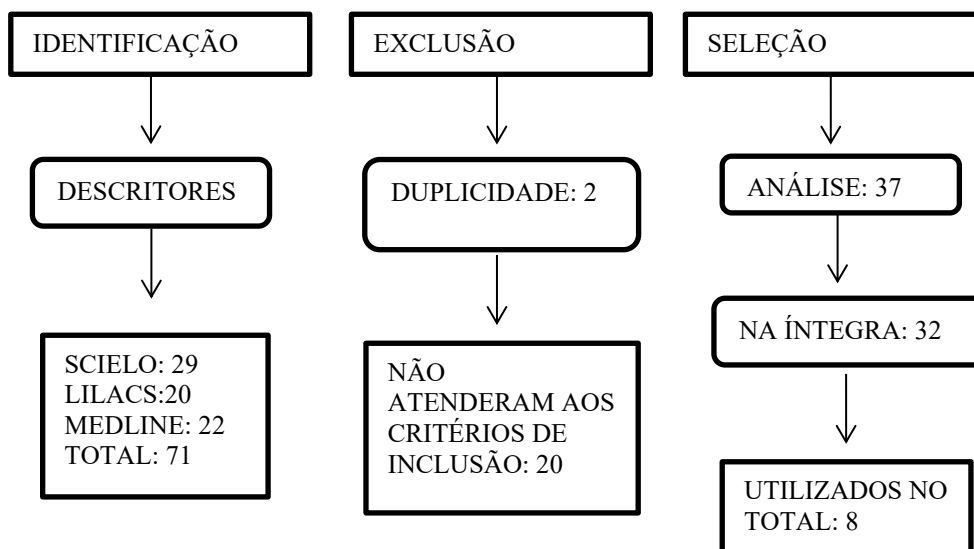 IDENTIFICAÇÃO
DESCRITORES
SCIELO: 29
LILACS:20
MEDLINE: 22
TOTAL: 71
EXCLUSÃO
DUPLICIDADE: 2
NÃO
ATENDERAM AOS
CRITÉRIOS DE
INCLUSÃO: 20
SELEÇÃO
ANÁLISE: 37
NA ÍNTEGRA: 32
UTILIZADOS NO
TOTAL: 8